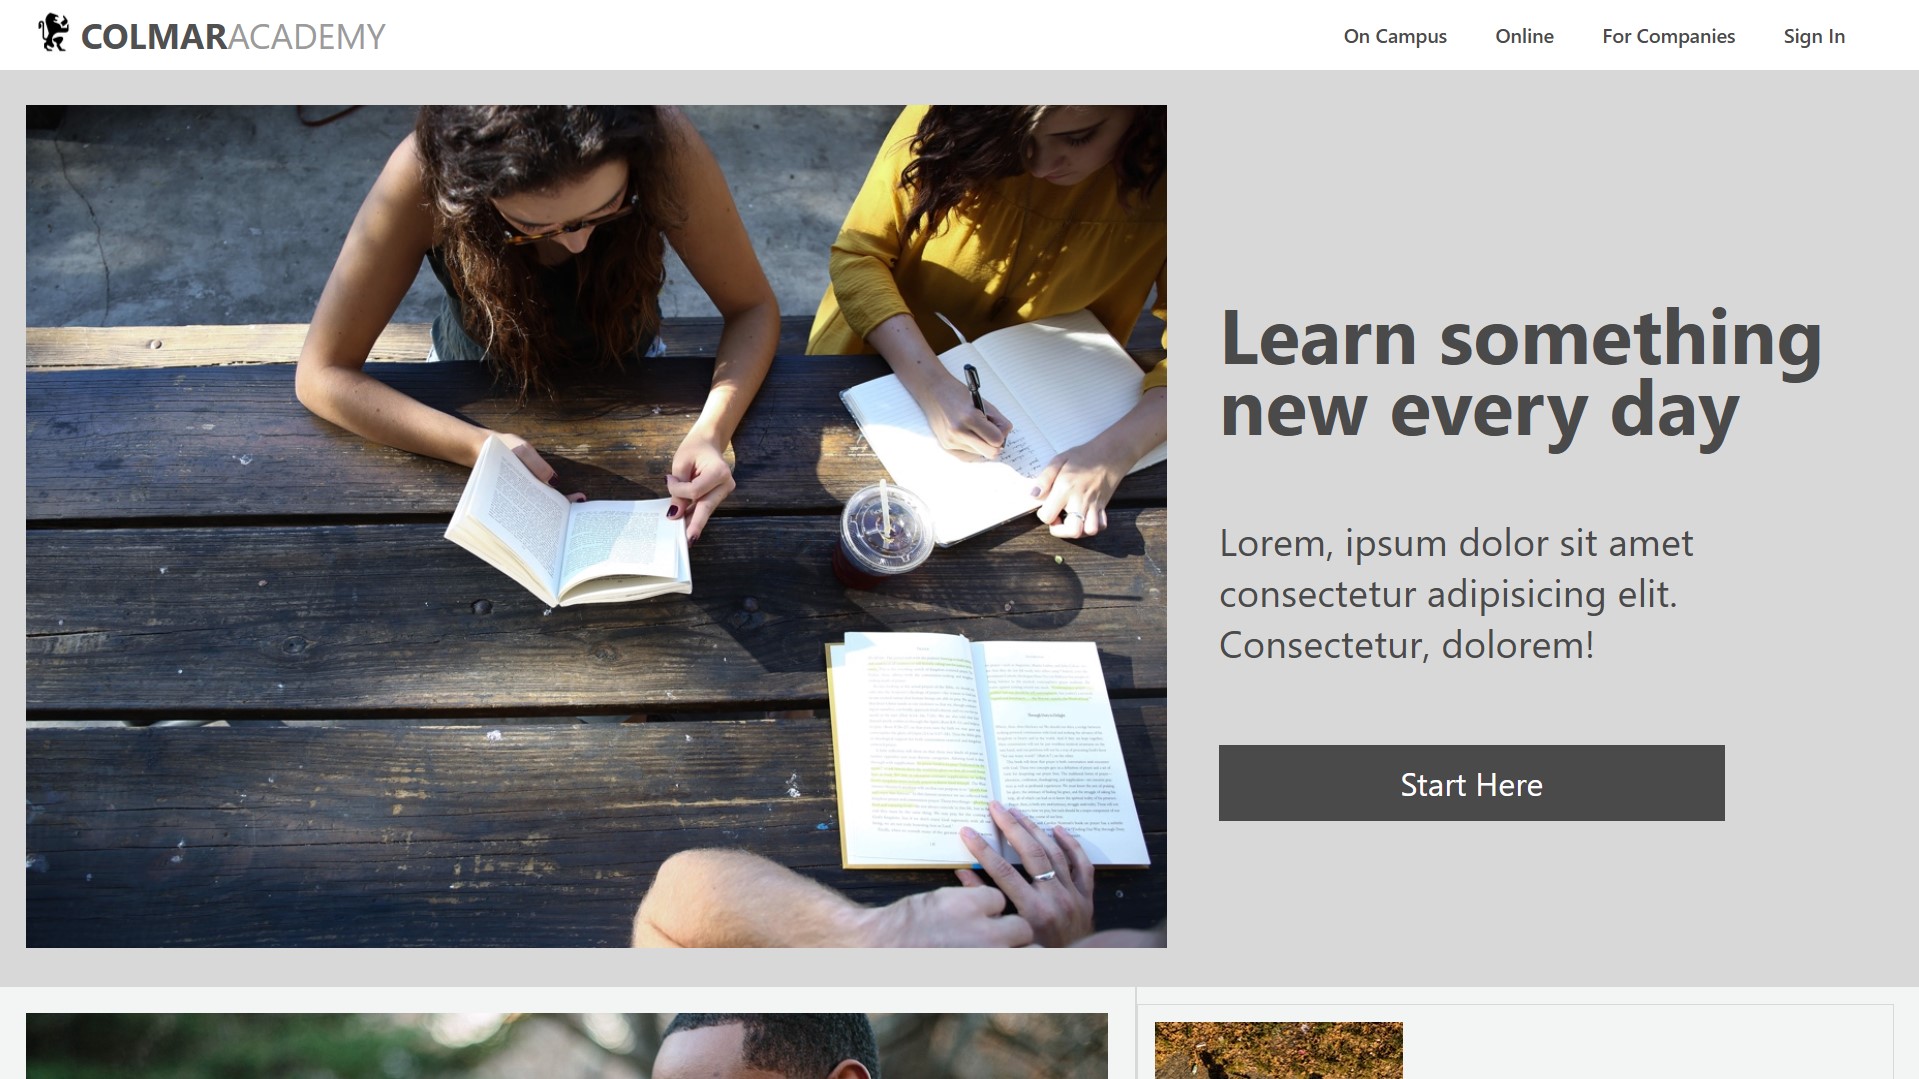 COLMARACADEMY
On Campus
Online
For Companies
Sign In
Learn something
new every day
Lorem, ipsum dolor sit amet
consectetur adipisicing elit.
Consectetur, dolorem!
Start Here